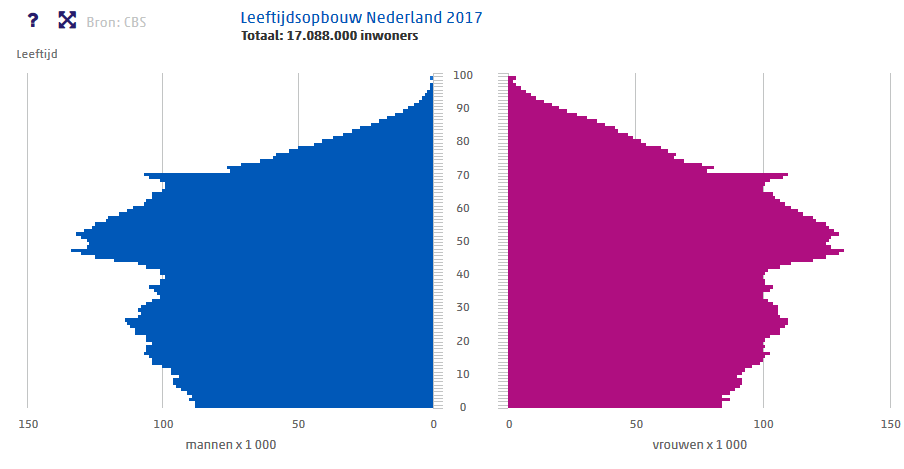 ? Bron: CBS
Leeftijdsopbouw Nederland 2017
Totaal: 17.088.000 inwoners
Leeftijd
100
90
80
70
60
50
40
30
20
10
0
150 100 50 0 0 50 100 150
mannen x 1 000 vrouwen x 1 000